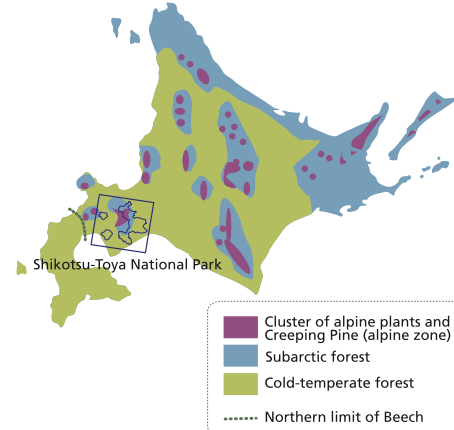 Shikotsu-Toya National Park
Cluster of alpine plants and
Creeping Pine (alpine zone)
Subarctic forest
Cold-temperate forest
Northern limit of Beech